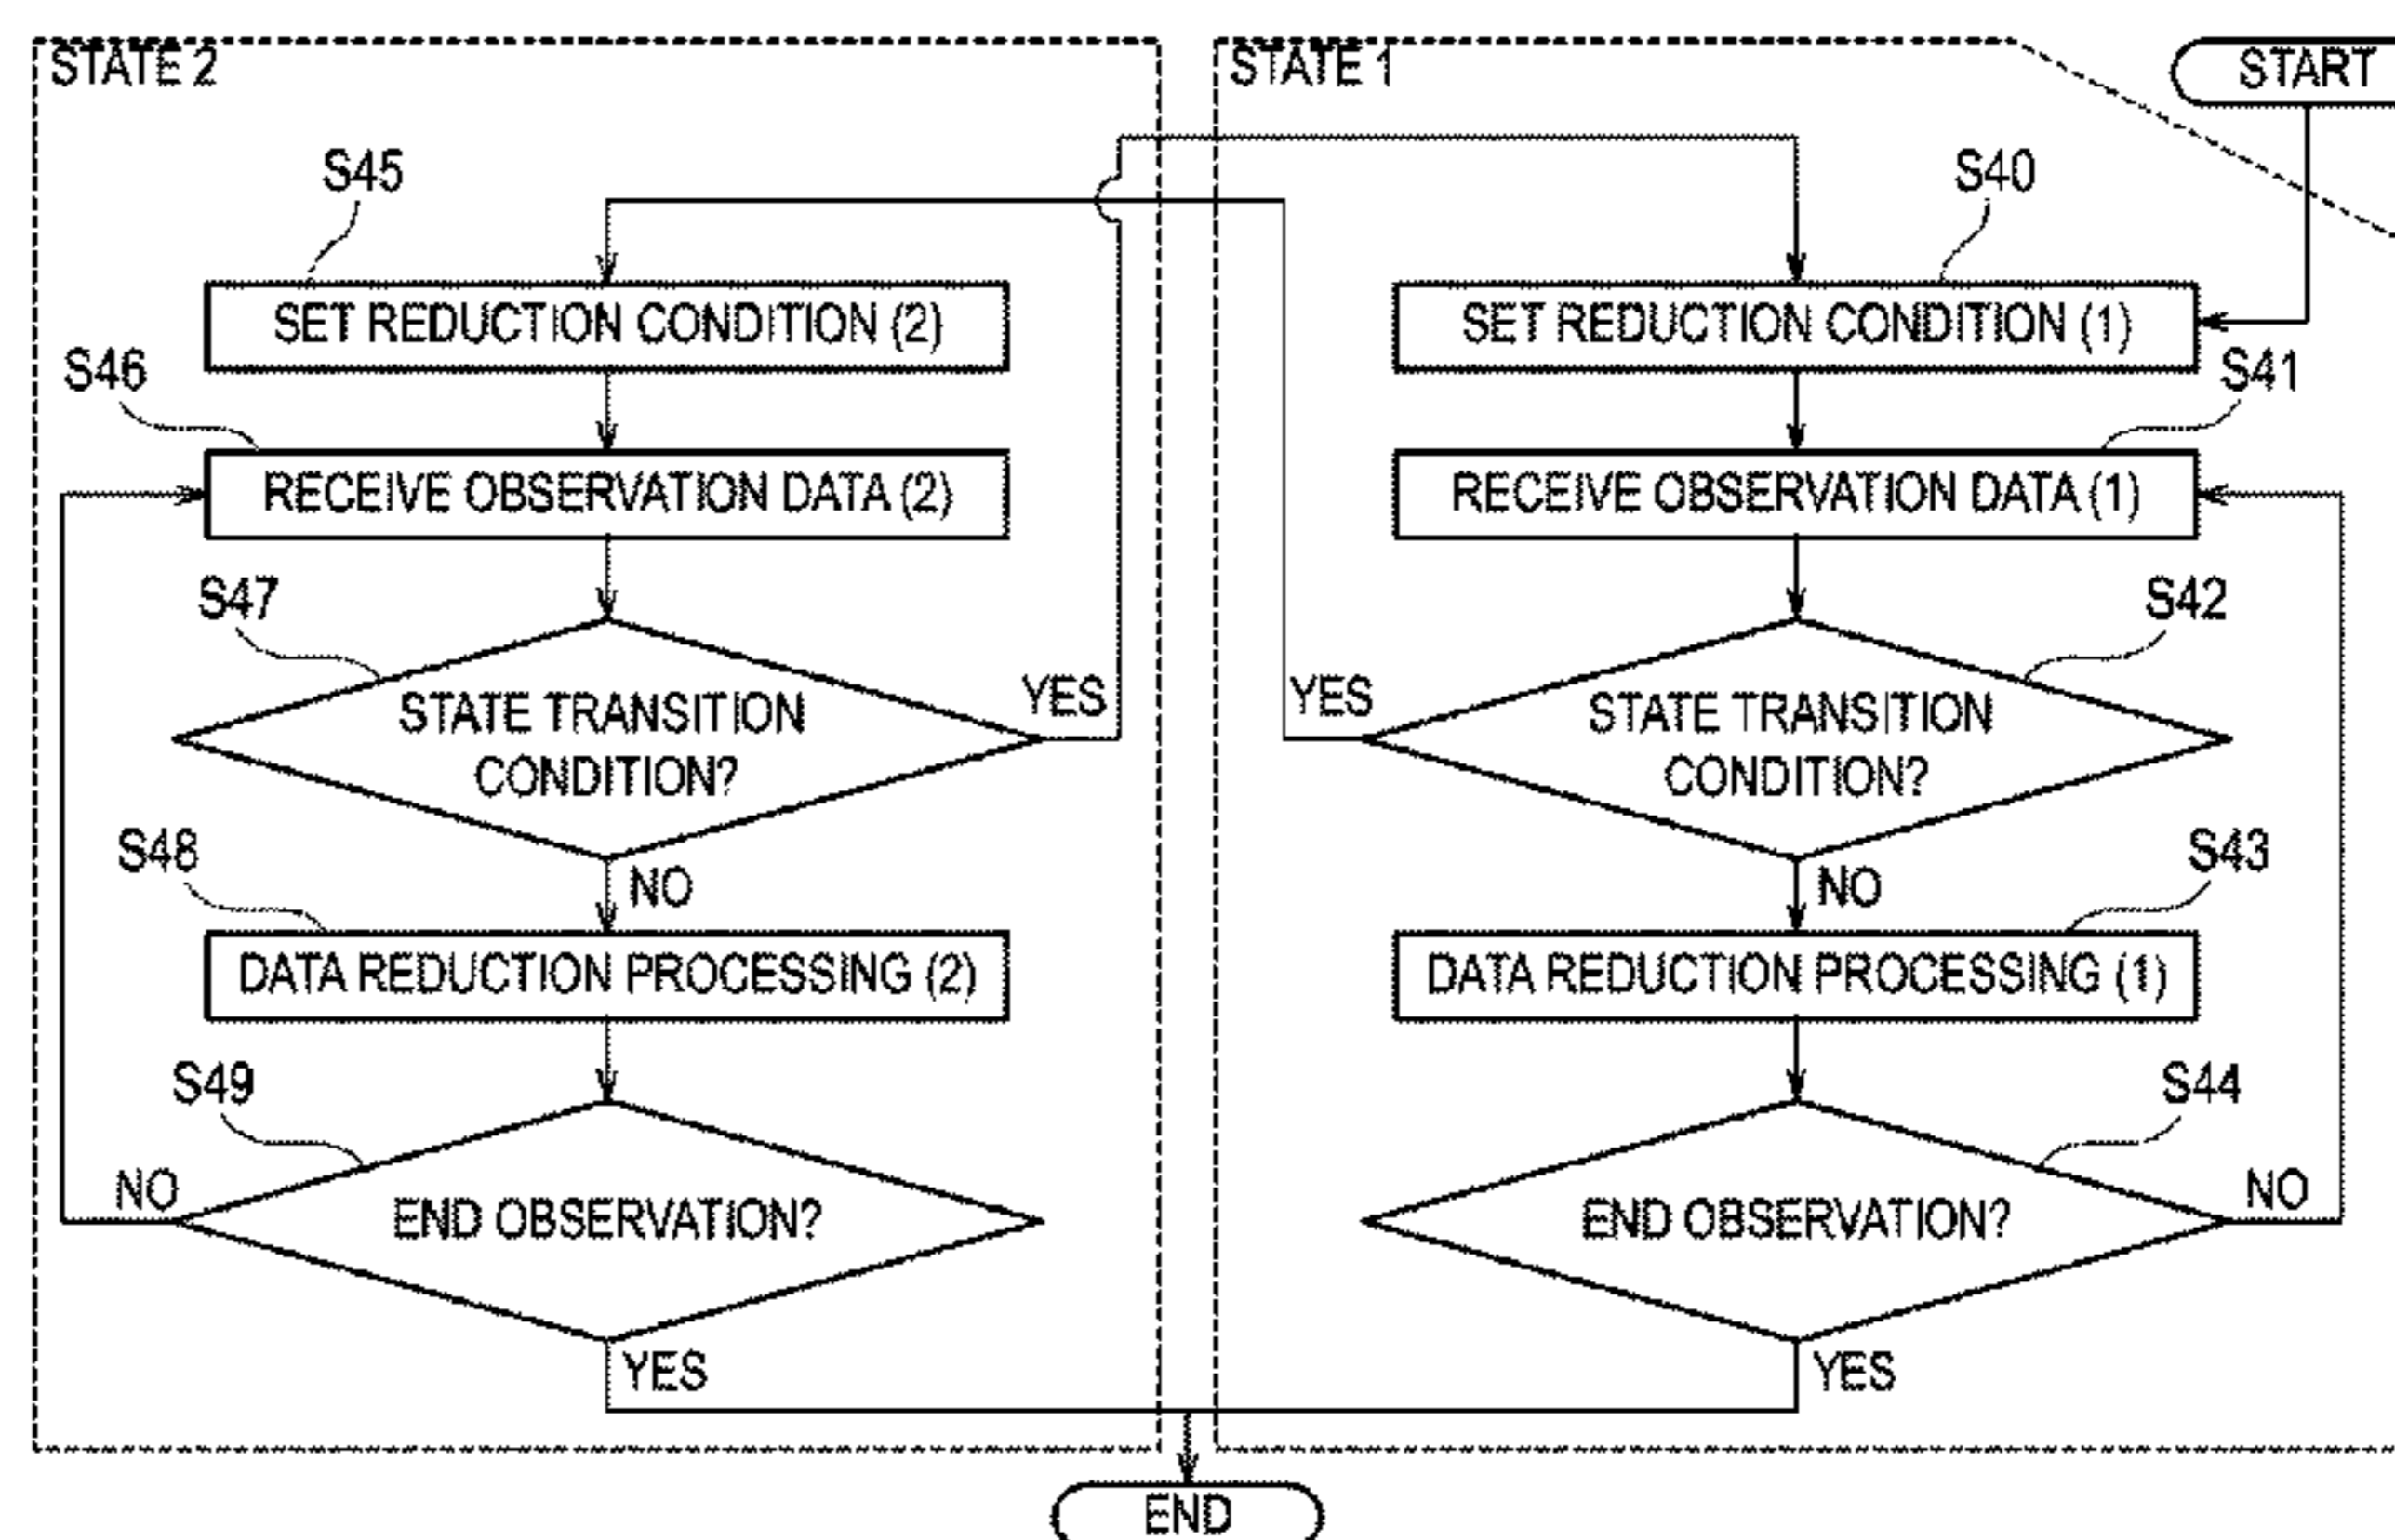 STATE 2
S45
SET REDUCTION CONDITION (2)
S46
RECEIVE OBSERVATION DATA (2)
S47
STATE TRANSITION
CONDITION?
YES
NO
S48
DATA REDUCTION PROCESSING (2)
S49
END OBSERVATION?
NO
YES
STATE 1
START
S40
SET REDUCTION CONDITION (1)
S41
RECEIVE OBSERVATION DATA (1)
S42
STATE TRANSITION
CONDITION?
YES
NO
S43
DATA REDUCTION PROCESSING (1)
S44
END OBSERVATION?
NO
YES
END